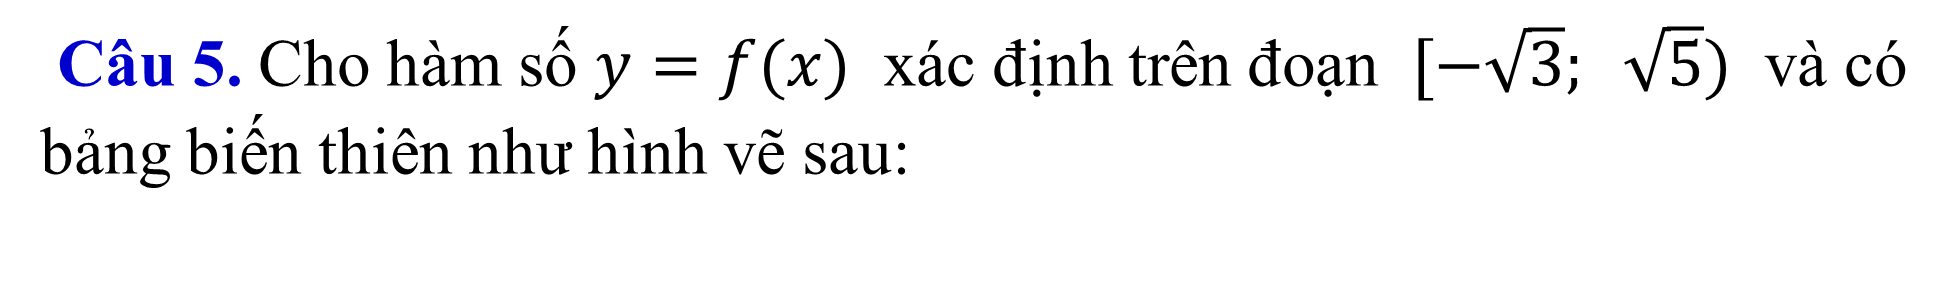 Câu 5. Cho hàm số y = f(x) xác định trên đoạn [−√3; √5) và có
bảng biến thiên như hình vẽ sau: